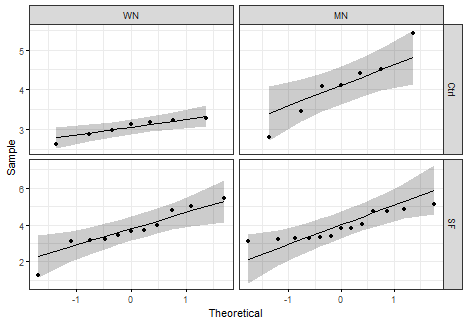 WN MN
5
4
3
Ctrl
Sample
6
4
2
SF
-1 0 1 -1 0 1
Theoretical